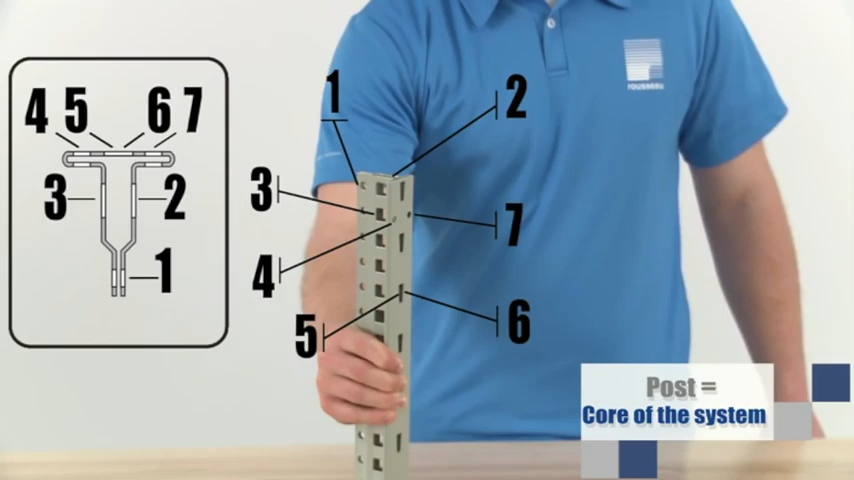 4 5 6 7
3 2
1
1
2
3
7
4
5
6
rousseau
Post =
Core of the system